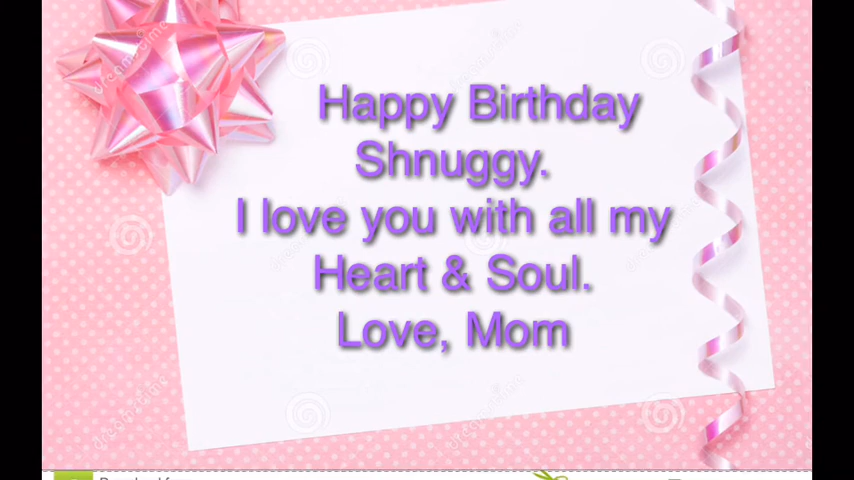 Happy Birthday
Shnuggy.
I love you with all my
Heart & Soul.
Love, Mom